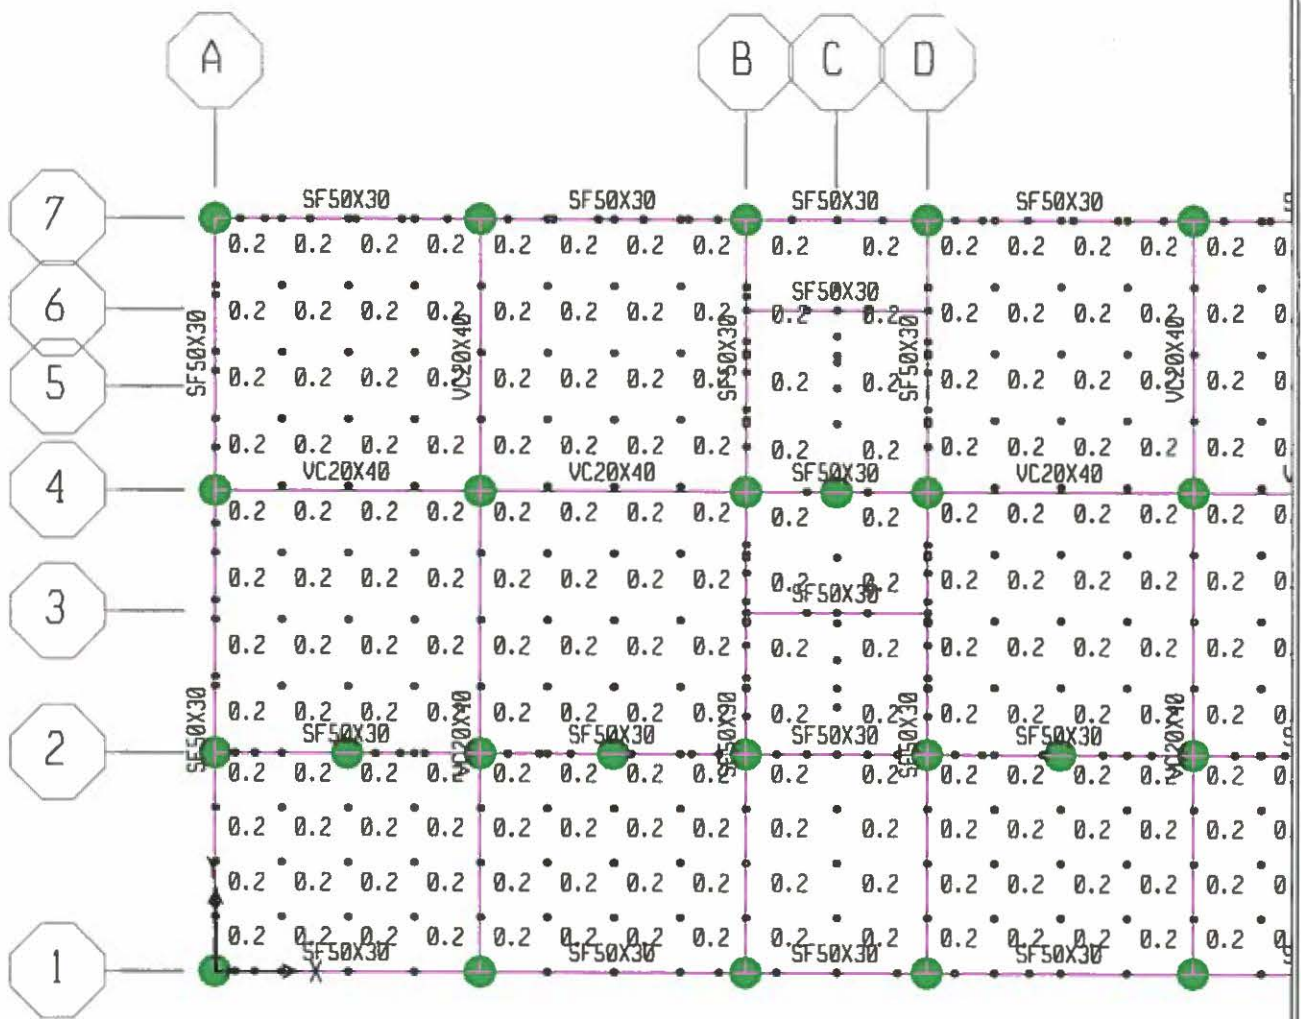 A B C D
7 SF50X30 SF50X30 SF50X30 SF50X30
0.2 0.2 0.2 0.2 0.2 0.2 0.2 0.2 0.2 0.2 0.2 0.2 0.2 0.2 0.2
6 SF50X30
0.2 0.2 0.2 0.2 0.2 0.2 0.2 0.2 0.2 0.2 0.2 0.2 0.2 0.2 0.2
SF50X30 VC20X40 SF50X30 SF50X30 VC20X40
5
0.2 0.2 0.2 0.2 0.2 0.2 0.2 0.2 0.2 0.2 0.2 0.2 0.2 0.2 0.2
0.2 0.2 0.2 0.2 0.2 0.2 0.2 0.2 0.2 0.2 0.2 0.2 0.2 0.2 0.2
4 VC20X40 VC20X40 SF50X30 VC20X40
0.2 0.2 0.2 0.2 0.2 0.2 0.2 0.2 0.2 0.2 0.2 0.2 0.2 0.2 0.2
0.2 0.2 0.2 0.2 0.2 0.2 0.2 0.2 0.2 0.2 0.2 0.2 0.2 0.2 0.2
3 SF50X30
0.2 0.2 0.2 0.2 0.2 0.2 0.2 0.2 0.2 0.2 0.2 0.2 0.2 0.2 0.2
0.2 0.2 0.2 0.2 0.2 0.2 0.2 0.2 0.2 0.2 0.2 0.2 0.2 0.2 0.2
SF50X30 VC20X40 SF50X30 VC20X40
2 SF50X30 SF50X30 SF50X30 SF50X30
0.2 0.2 0.2 0.2 0.2 0.2 0.2 0.2 0.2 0.2 0.2 0.2 0.2 0.2 0.2
0.2 0.2 0.2 0.2 0.2 0.2 0.2 0.2 0.2 0.2 0.2 0.2 0.2 0.2 0.2
Y
0.2 0.2 0.2 0.2 0.2 0.2 0.2 0.2 0.2 0.2 0.2 0.2 0.2 0.2 0.2
0.2 0.2 0.2 0.2 0.2 0.2 0.2 0.2 0.2 0.2 0.2 0.2 0.2 0.2 0.2
1 SF50X30 SF50X30 SF50X30 SF50X30
X